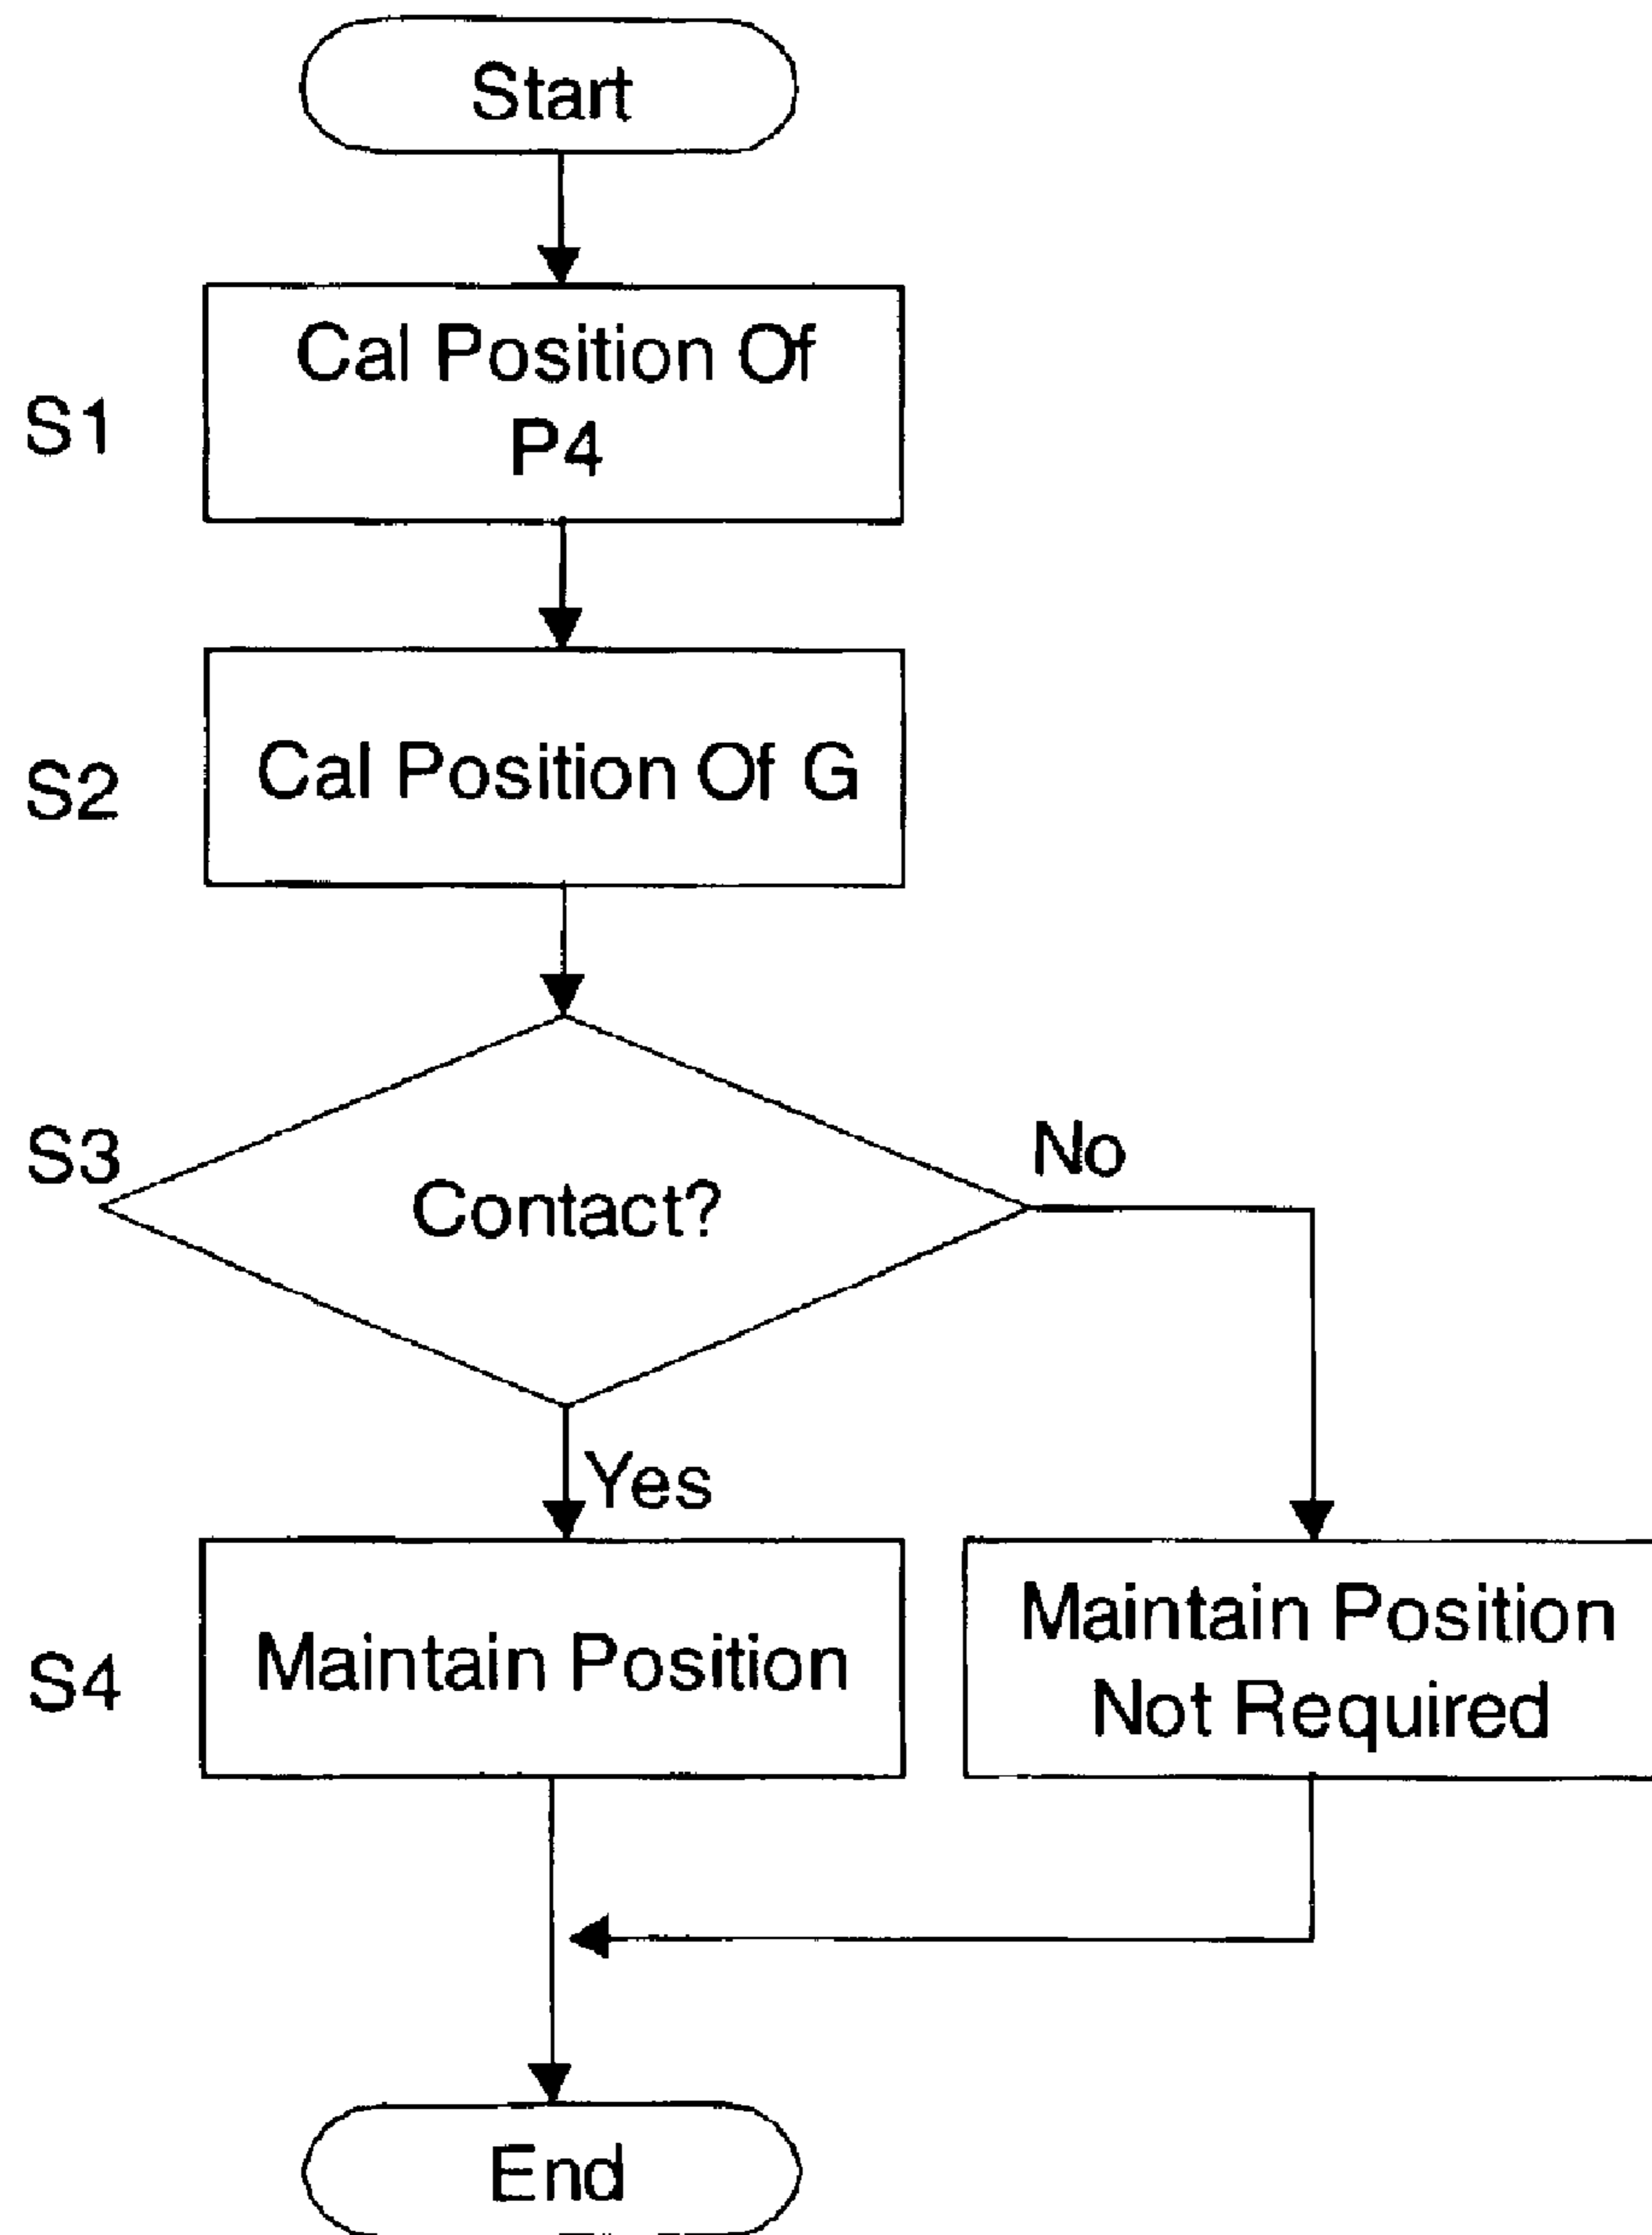 Start
S1
Cal Position Of
P4
S2
Cal Position Of G
S3
Contact?
No
Yes
S4
Maintain Position
Maintain Position
Not Required
End